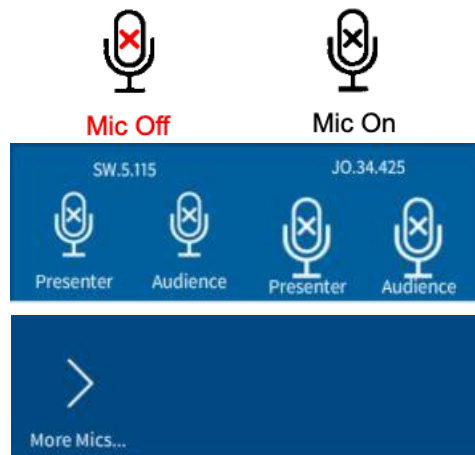 Mic Off Mic On
SW.5.115 JO.34.425
Presenter Audience Presenter Audience
More Mics...